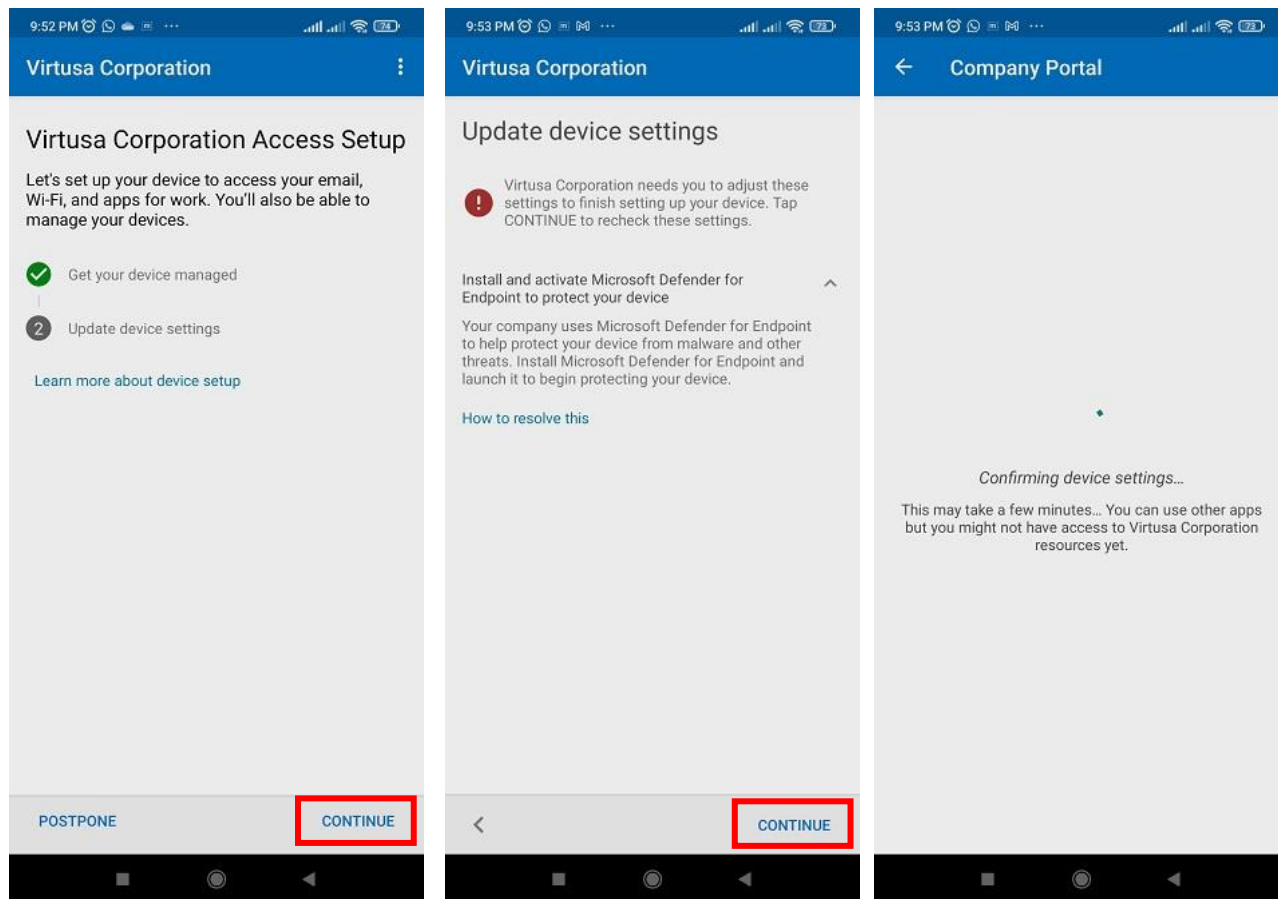 9:52 PM
74
Virtusa Corporation
Virtusa Corporation Access Setup
Let's set up your device to access your email,
Wi-Fi, and apps for work. You'll also be able to
manage your devices.
Get your device managed
2 Update device settings
Learn more about device setup
POSTPONE CONTINUE
9:53 PM
73
Virtusa Corporation
Update device settings
Virtusa Corporation needs you to adjust these
settings to finish setting up your device. Tap
CONTINUE to recheck these settings.
Install and activate Microsoft Defender for
Endpoint to protect your device
Your company uses Microsoft Defender for Endpoint
to help protect your device from malware and other
threats. Install Microsoft Defender for Endpoint and
launch it to begin protecting your device.
How to resolve this
CONTINUE
9:53 PM
73
Company Portal
Confirming device settings...
This may take a few minutes... You can use other apps
but you might not have access to Virtusa Corporation
resources yet.